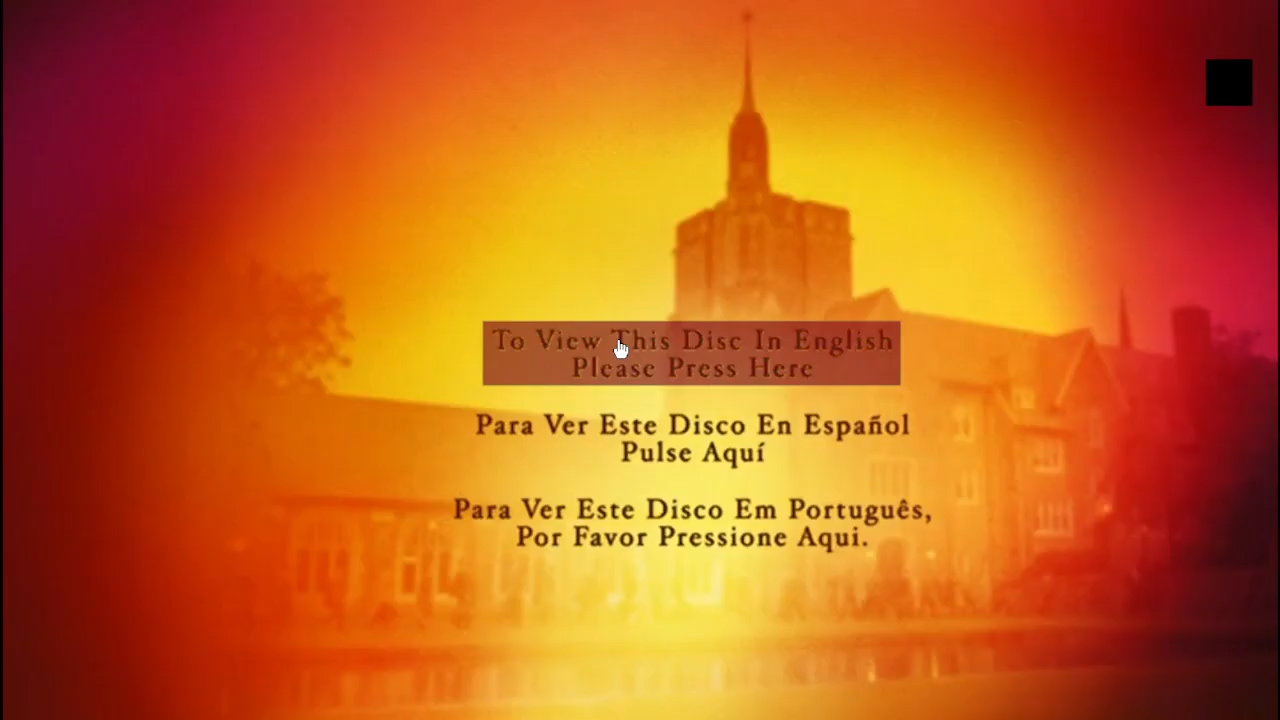 To View This Disc In English
Please Press Here
Para Ver Este Disco En Español
Pulse Aquí
Para Ver Este Disco Em Português,
Por Favor Pressione Aqui.